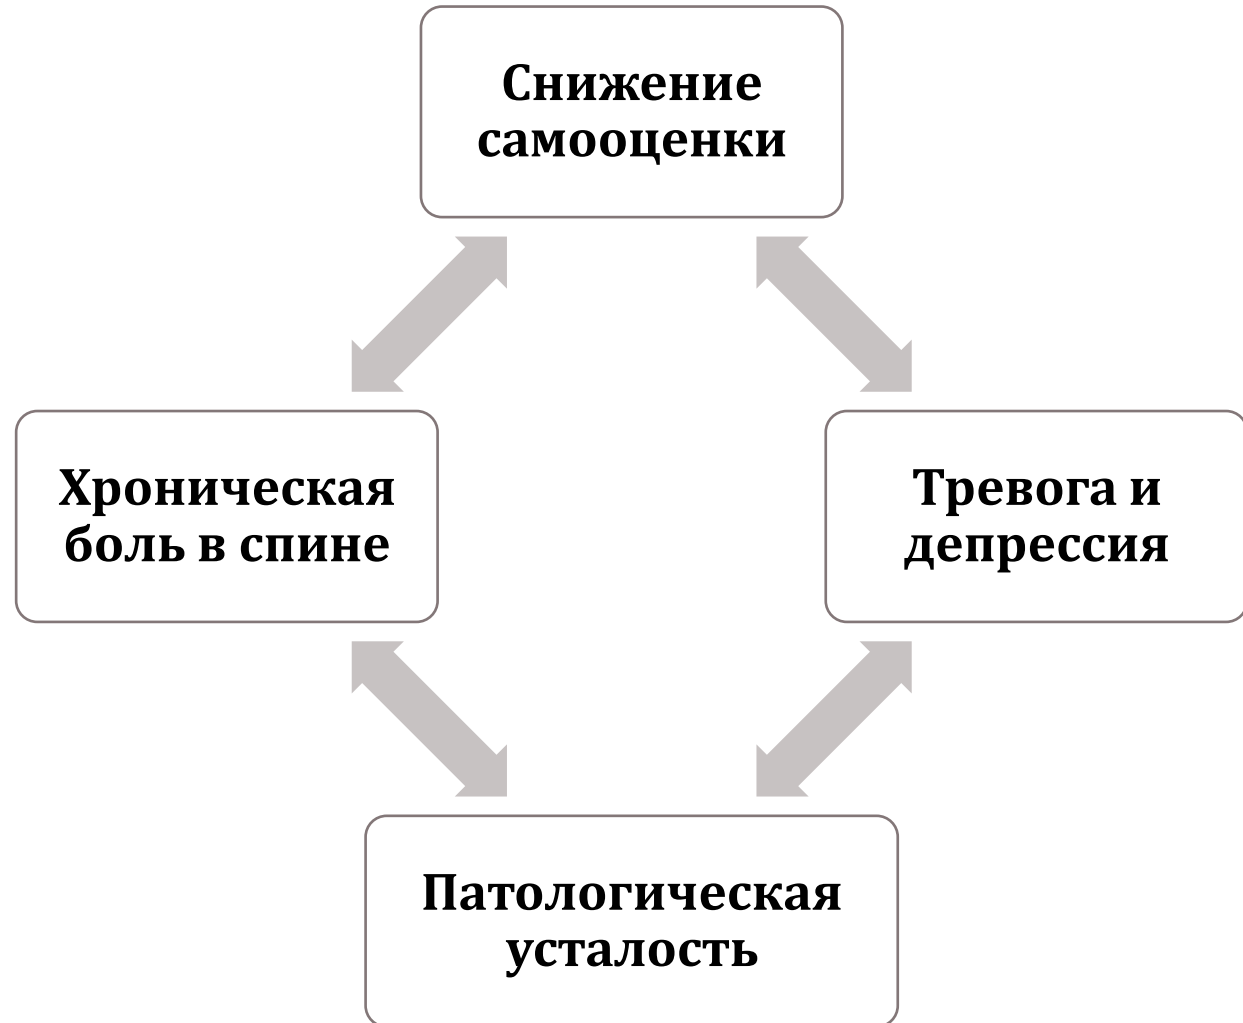 Снижение
самооценки
Хроническая
боль в спине
Тревога и
депрессия
Патологическая
усталость